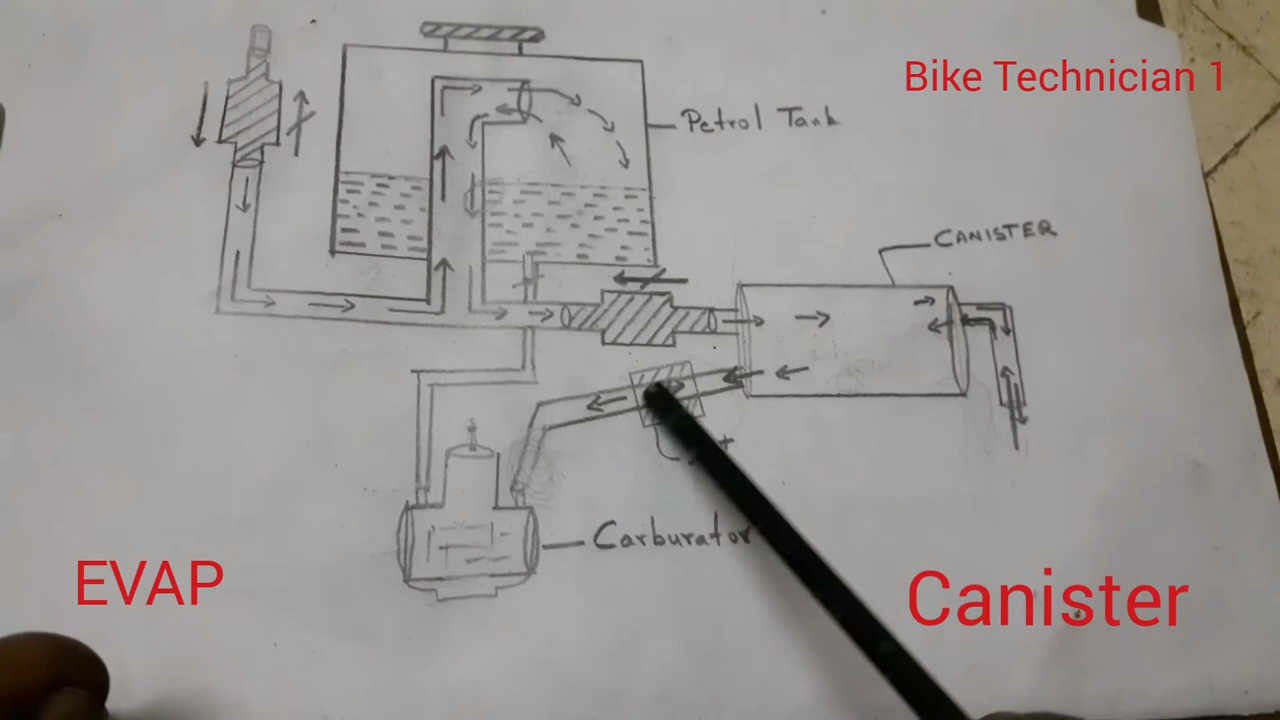 Bike Technician 1
Petrol Tank
CANISTER
Carburator
EVAP
Canister